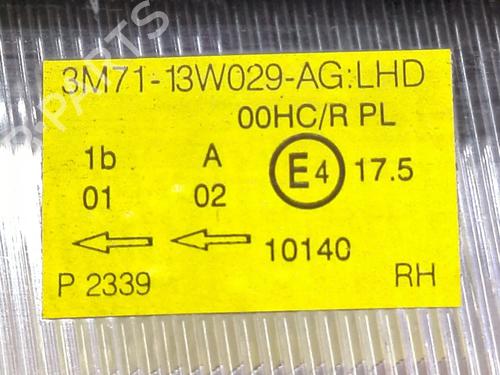 3M71-13W029-AG:LHD
00HC/R PL
1b A E4 17.5
01 02
10140
P 2339 RH